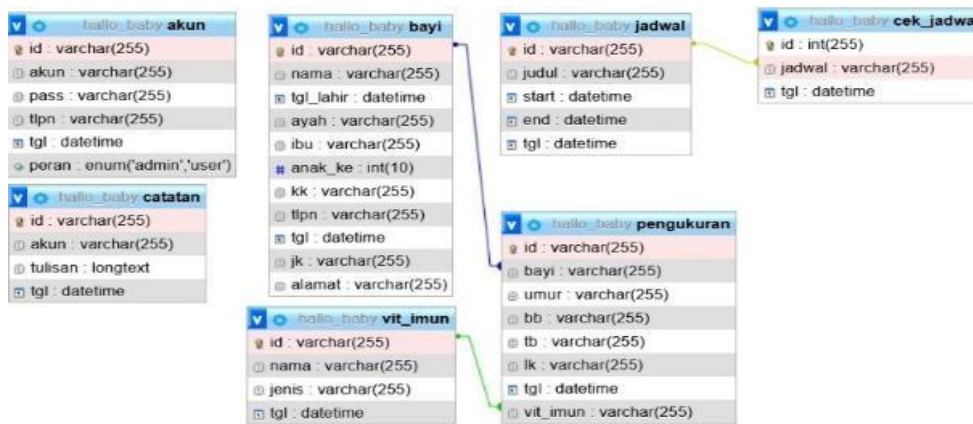 hallo_baby akun
id : varchar(255)
akun : varchar(255)
pass : varchar(255)
tlpn : varchar(255)
tgl : datetime
peran : enum('admin','user')
hallo_baby catatan
id : varchar(255)
akun : varchar(255)
tulisan : longtext
tgl : datetime
hallo_baby bayi
id : varchar(255)
nama : varchar(255)
tgl_lahir : datetime
ayah : varchar(255)
ibu : varchar(255)
anak_ke : int(10)
kk : varchar(255)
tlpn : varchar(255)
tgl : datetime
jk : varchar(255)
alamat : varchar(255)
hallo_baby vit_imun
id : varchar(255)
nama : varchar(255)
jenis : varchar(255)
tgl : datetime
hallo_baby jadwal
id : varchar(255)
judul : varchar(255)
start : datetime
end : datetime
tgl : datetime
hallo_baby pengukuran
id : varchar(255)
bayi : varchar(255)
umur : varchar(255)
bb : varchar(255)
tb : varchar(255)
lk : varchar(255)
tgl : datetime
vit_imun : varchar(255)
hallo_baby cek_jadwa
id : int(255)
jadwal : varchar(255)
tgl : datetime